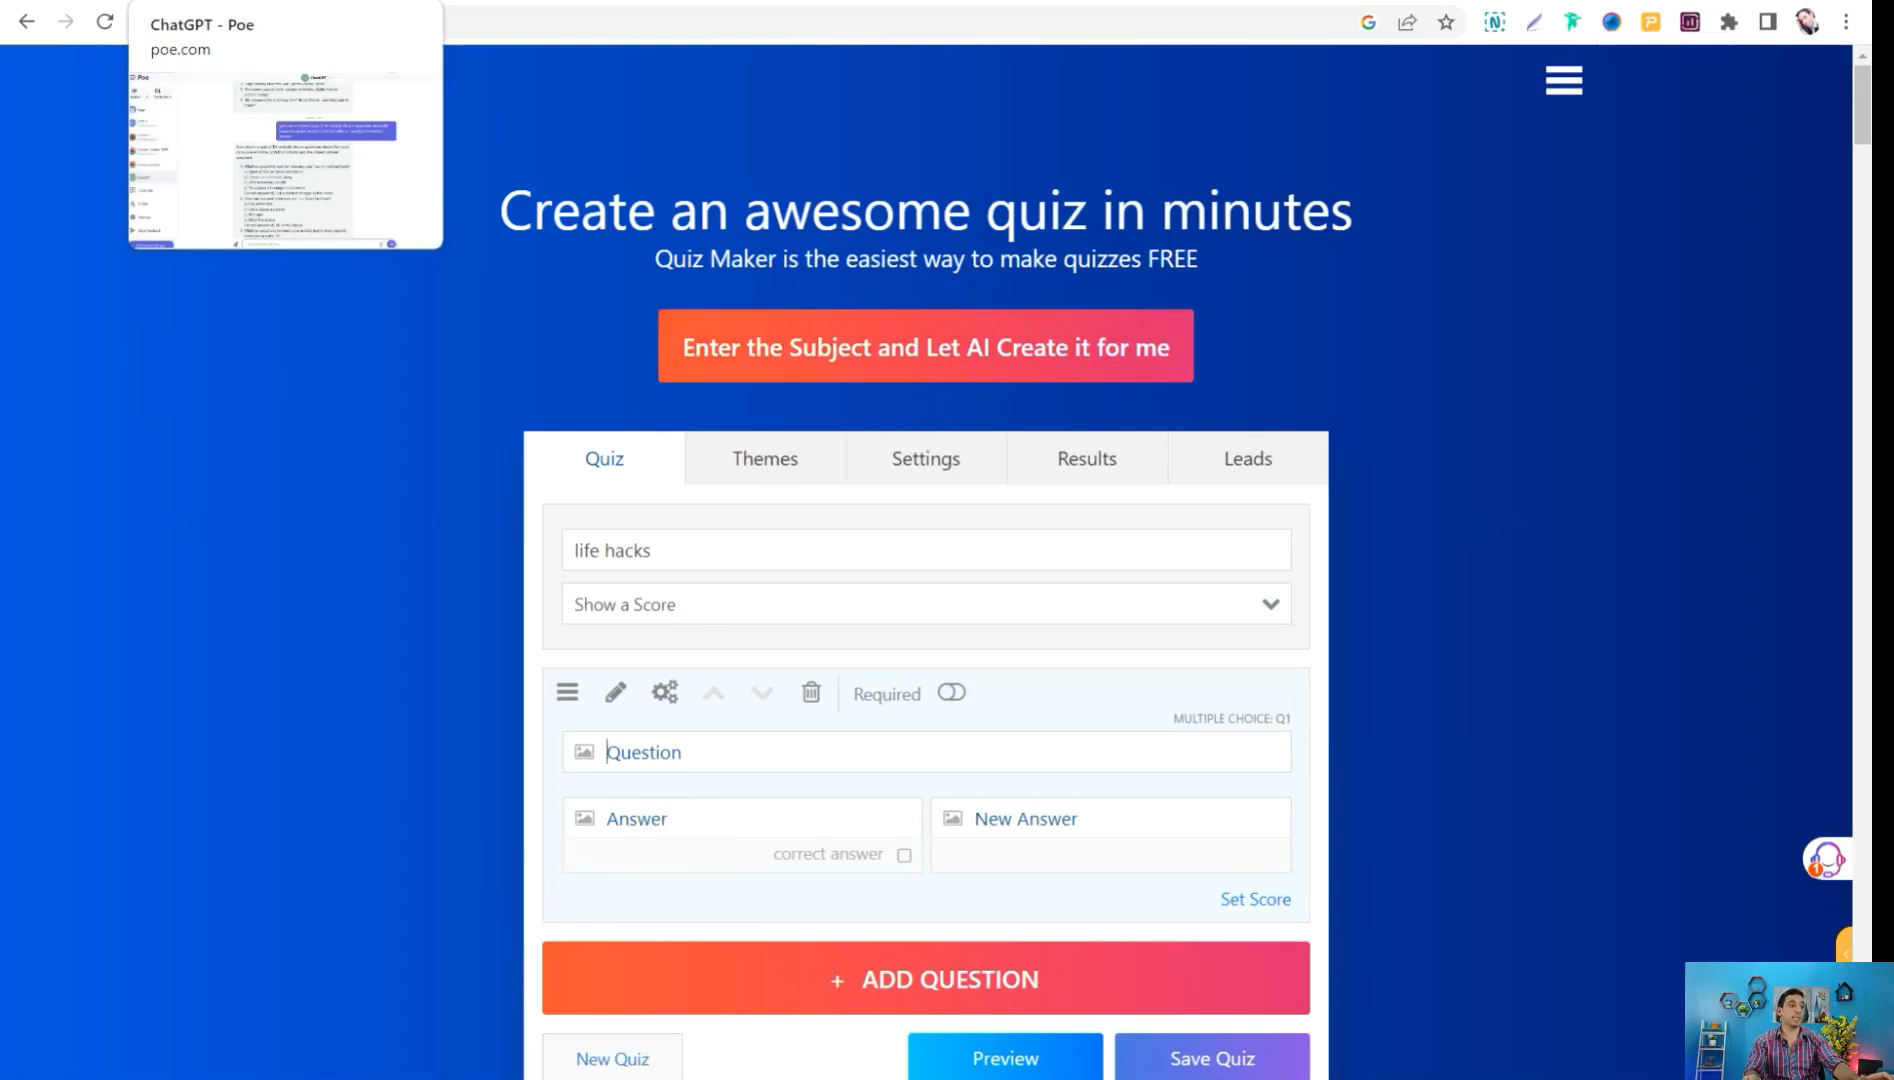 ChatGPT - Poe
poe.com
Poe
Create an awesome quiz in minutes
Quiz Maker is the easiest way to make quizzes FREE
Enter the Subject and Let AI Create it for me
Quiz
Themes
Settings
Results
Leads
life hacks
Show a Score
Required
MULTIPLE CHOICE: Q1
Question
Answer
New Answer
correct answer
Set Score
+ ADD QUESTION
New Quiz
Preview
Save Quiz
1